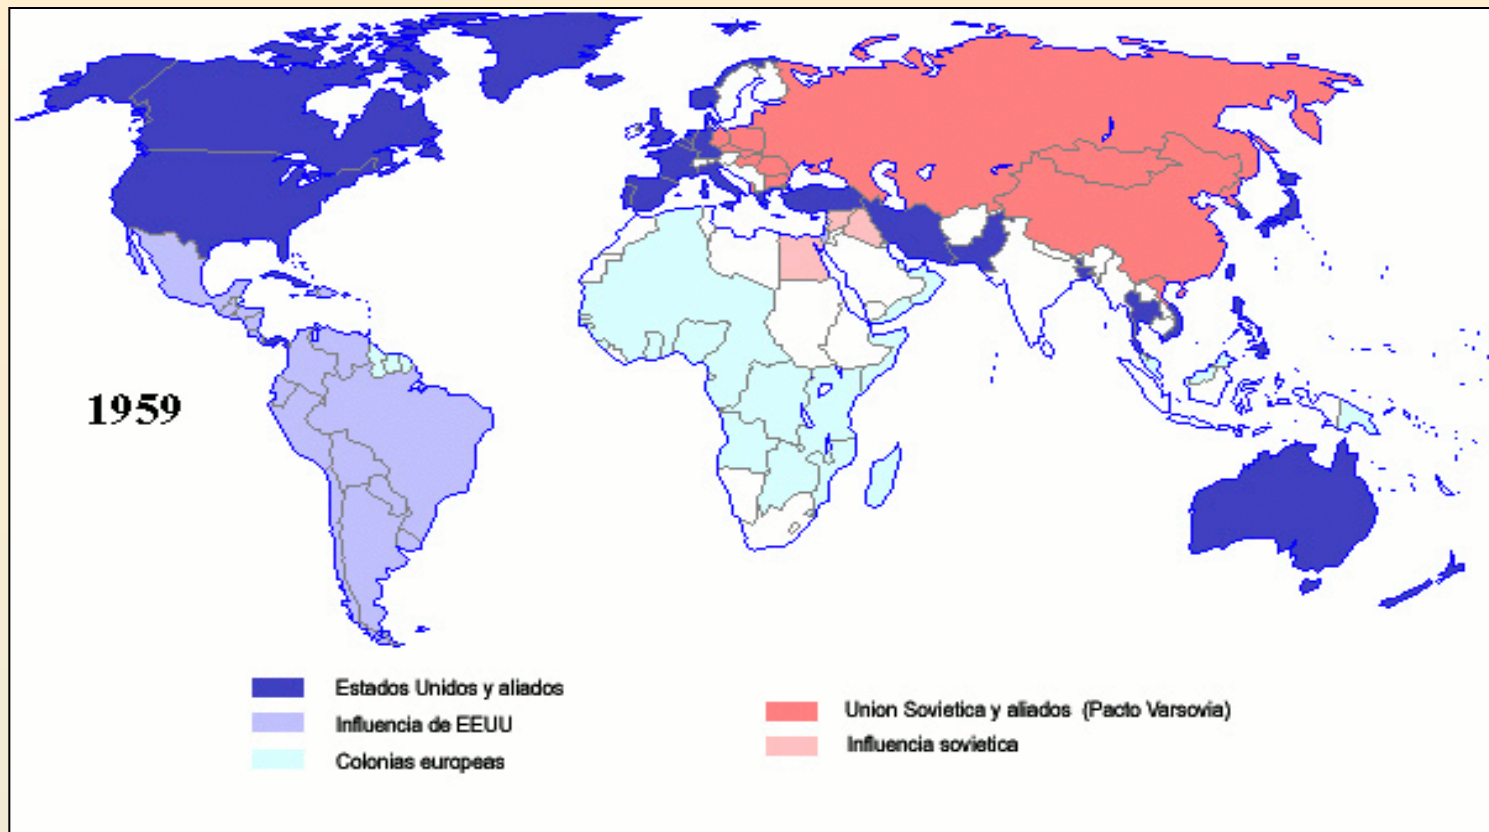 1959
Estados Unidos y aliados
Influencia de EEUU
Colonias europeas
Union Sovietica y aliados (Pacto Varsovia)
Influencia sovietica